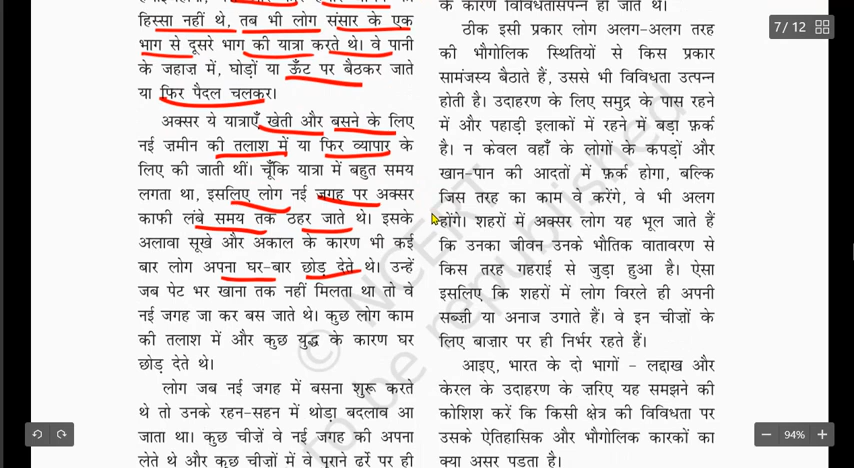 हिस्सा नहीं थे, तब भी लोग संसार के एक
भाग से दूसरे भाग की यात्रा करते थे। वे पानी
के जहाज़ में, घोड़ों या ऊँट पर बैठकर जाते
या फिर पैदल चलकर।
अक्सर ये यात्राएँ खेती और बसने के लिए
नई ज़मीन की तलाश में या फिर व्यापार के
लिए की जाती थीं। चूँकि यात्रा में बहुत समय
लगता था, इसलिए लोग नई जगह पर अक्सर
काफी लंबे समय तक ठहर जाते थे। इसके
अलावा सूखे और अकाल के कारण भी कई
बार लोग अपना घर-बार छोड़ देते थे। उन्हें
जब पेट भर खाना तक नहीं मिलता था तो वे
नई जगह जा कर बस जाते थे। कुछ लोग काम
की तलाश में और कुछ युद्ध के कारण घर
छोड़ देते थे।
लोग जब नई जगह में बसना शुरू करते
थे तो उनके रहन-सहन में थोड़ा बदलाव आ
जाता था। कुछ चीज़ें वे नई जगह की अपना
लेते थे और कुछ चीज़ों में वे पुराने ढर्रे पर ही
के कारण विविधतासंपन्न हो जाते थे।
ठीक इसी प्रकार लोग अलग-अलग तरह
की भौगोलिक स्थितियों से किस प्रकार
सामंजस्य बैठाते हैं, उससे भी विविधता उत्पन्न
होती है। उदाहरण के लिए समुद्र के पास रहने
में और पहाड़ी इलाकों में रहने में बड़ा फ़र्क
है। न केवल वहाँ के लोगों के कपड़ों और
खान-पान की आदतों में फ़र्क होगा, बल्कि
जिस तरह का काम वे करेंगे, वे भी अलग
होंगे। शहरों में अक्सर लोग यह भूल जाते हैं
कि उनका जीवन उनके भौतिक वातावरण से
किस तरह गहराई से जुड़ा हुआ है। ऐसा
इसलिए कि शहरों में लोग विरले ही अपनी
सब्ज़ी या अनाज उगाते हैं। वे इन चीज़ों के
लिए बाज़ार पर ही निर्भर रहते हैं।
आइए, भारत के दो भागों – लद्दाख और
केरल के उदाहरण के ज़रिए यह समझने की
कोशिश करें कि किसी क्षेत्र की विविधता पर
उसके ऐतिहासिक और भौगोलिक कारकों का
क्या असर पड़ता है।
7 / 12
94%
© NCERT
to be republished